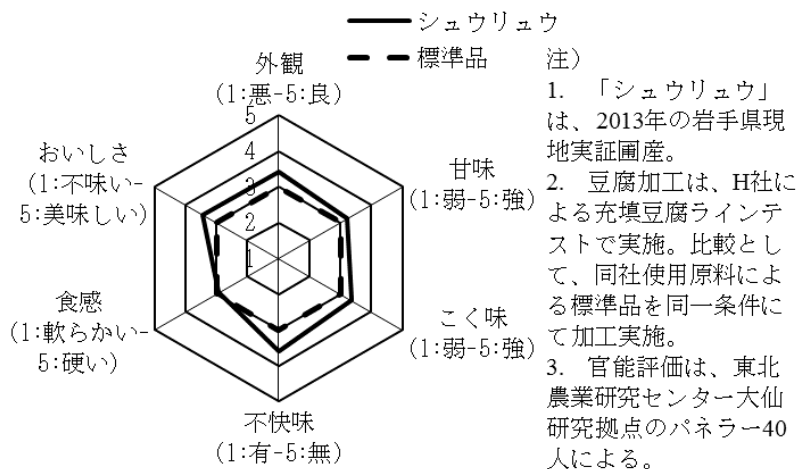 シュウリュウ
標準品
外観
(1:悪-5:良)
5
4
3
2
1
甘味
(1:弱-5:強)
こく味
(1:弱-5:強)
不快味
(1:有-5:無)
食感
(1:軟らかい-
5:硬い)
おいしさ
(1:不味い-
5:美味しい)
注）
1. 「シュウリュウ」
は、2013年の岩手県現
地実証圃産。
2. 豆腐加工は、H社に
よる充填豆腐ラインテ
ストで実施。比較とし
て、同社使用原料によ
る標準品を同一条件に
て加工実施。
3. 官能評価は、東北
農業研究センター大仙
研究拠点のパネラー40
人による。